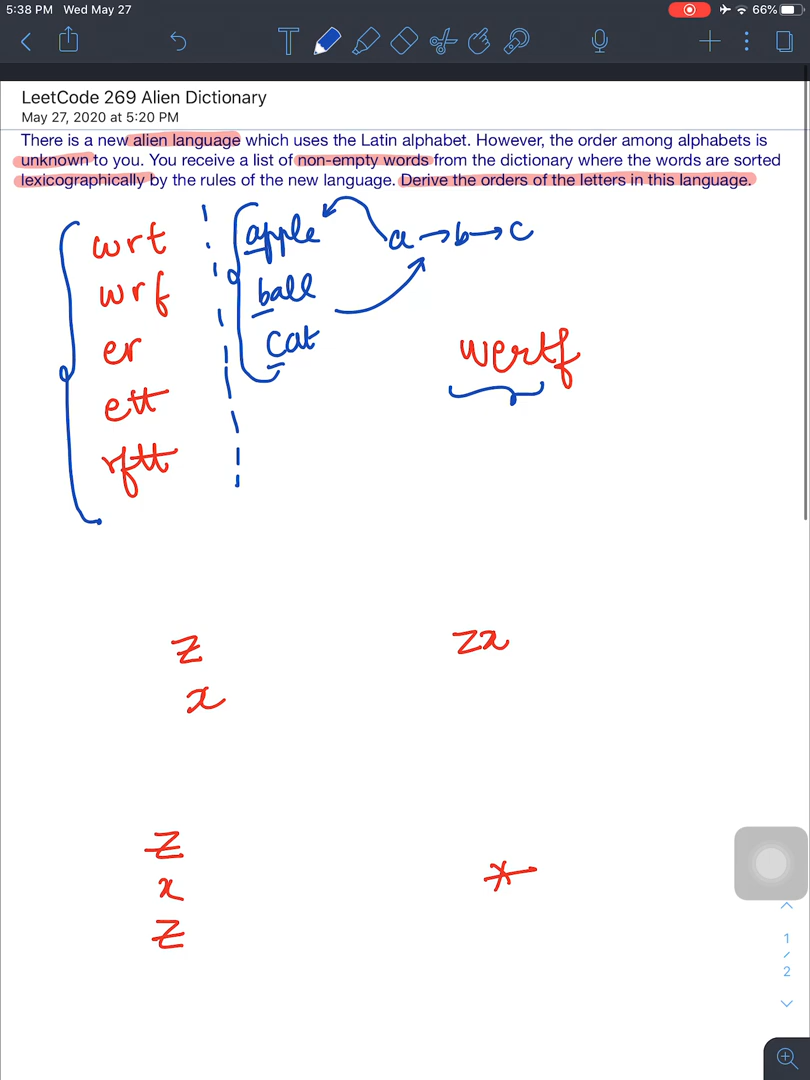 5:38 PM Wed May 27
66%
T
LeetCode 269 Alien Dictionary
May 27, 2020 at 5:20 PM
There is a new alien language which uses the Latin alphabet. However, the order among alphabets is
unknown to you. You receive a list of non-empty words from the dictionary where the words are sorted
lexicographically by the rules of the new language. Derive the orders of the letters in this language.
wrt
wrf
er
ett
rftt
apple
ball
cat
a → b → c
wertf
z
x
zx
z
x
z
1
/
2